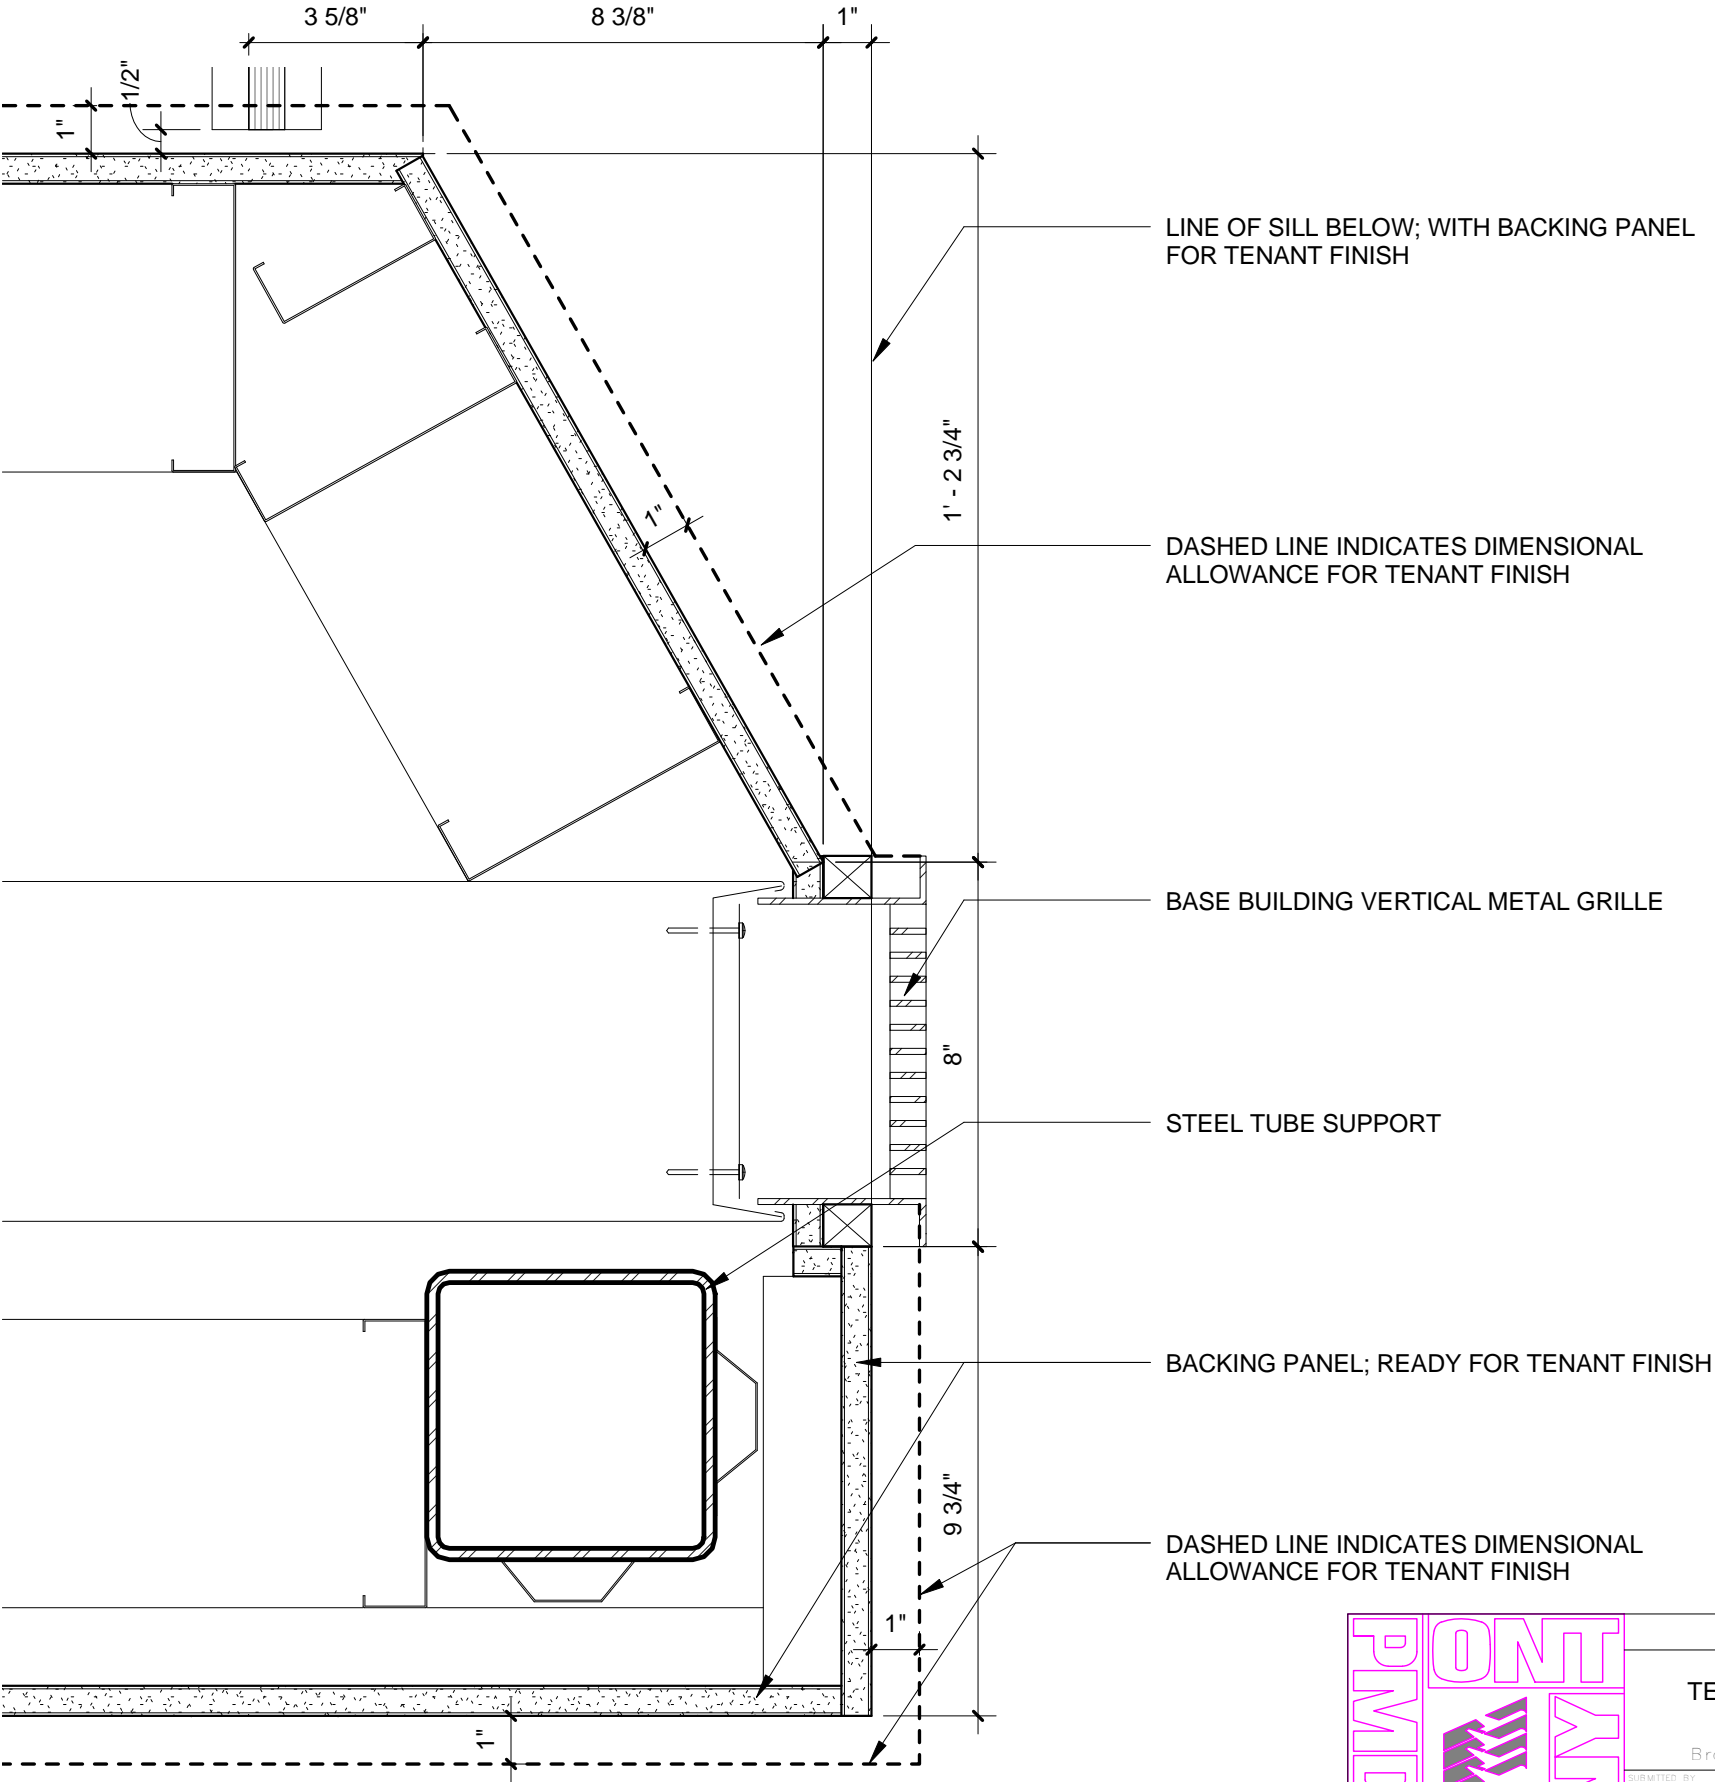 3 5/8"
8 3/8"
1"
1/2"
1"
LINE OF SILL BELOW; WITH BACKING PANEL
FOR TENANT FINISH
1' - 2 3/4"
1"
DASHED LINE INDICATES DIMENSIONAL
ALLOWANCE FOR TENANT FINISH
BASE BUILDING VERTICAL METAL GRILLE
8"
STEEL TUBE SUPPORT
BACKING PANEL; READY FOR TENANT FINISH
9 3/4"
DASHED LINE INDICATES DIMENSIONAL
ALLOWANCE FOR TENANT FINISH
1"
1"
TE
Bro
SUBMITTED BY